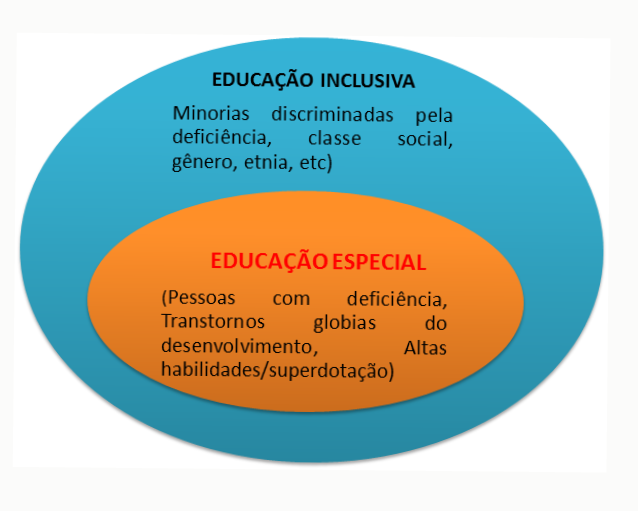 EDUCAÇÃO INCLUSIVA
Minorias discriminadas pela
deficiência, classe social,
gênero, etnia, etc)
EDUCAÇÃO ESPECIAL
(Pessoas com deficiência,
Transtornos globias do
desenvolvimento, Altas
habilidades/superdotação)